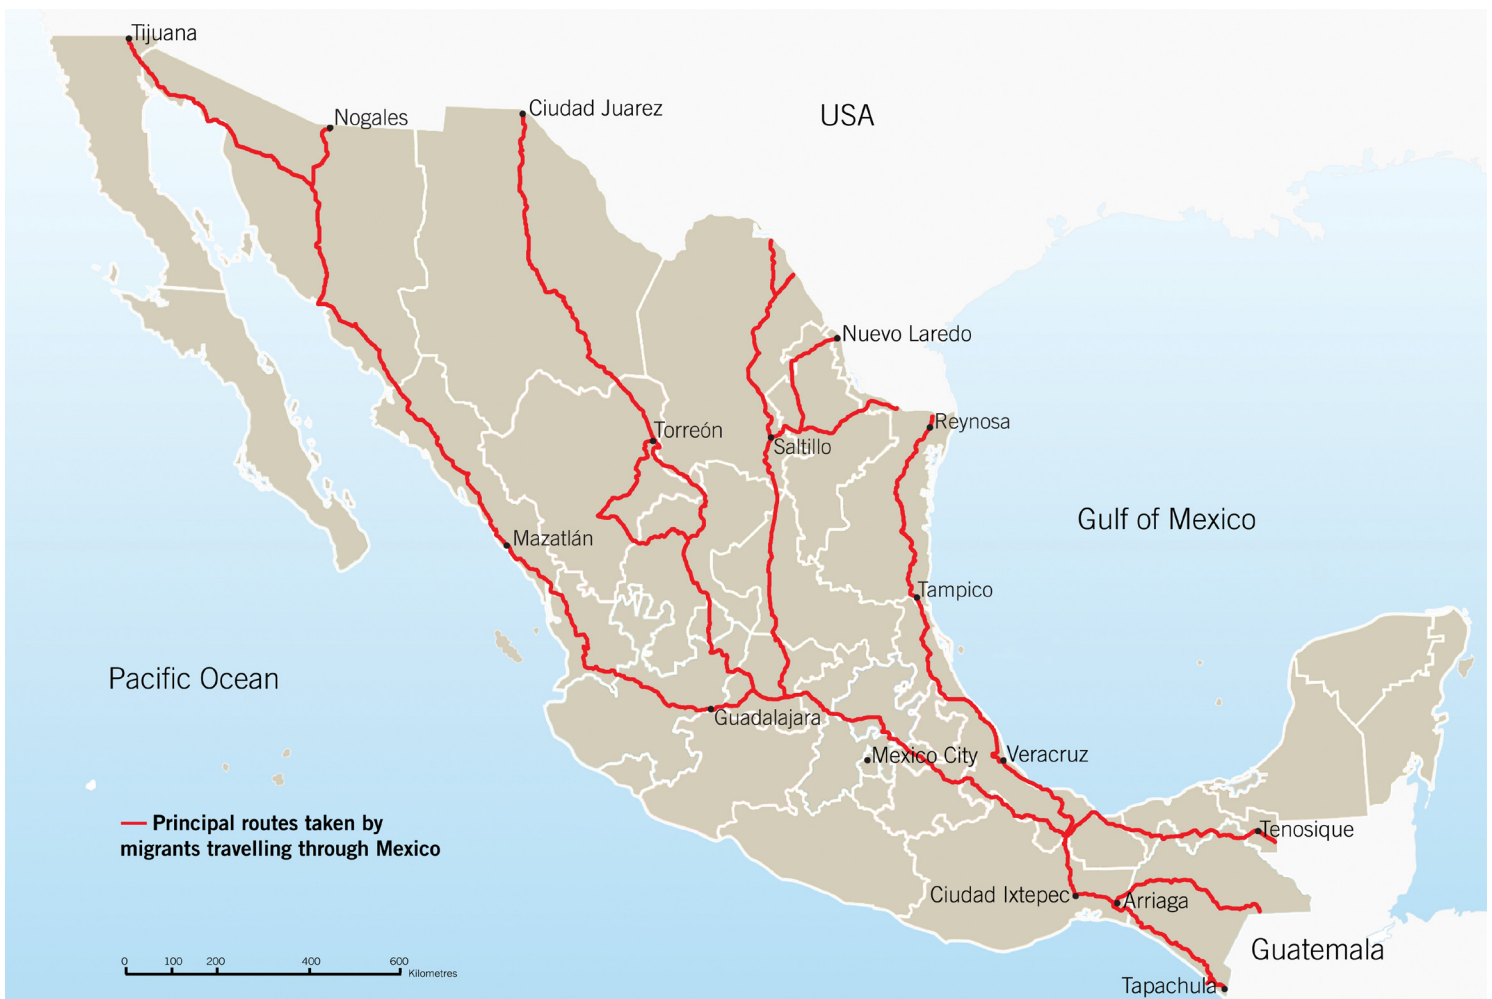 Tijuana
Nogales
Ciudad Juarez
USA
Nuevo Laredo
Reynosa
Torreón
Saltillo
Gulf of Mexico
Mazatlán
Tampico
Pacific Ocean
Guadalajara
Mexico City
Veracruz
Principal routes taken by
migrants travelling through Mexico
Tenosique
Ciudad Ixtepec
Arriaga
Guatemala
0 100 200 400 600
Kilometres
Tapachula